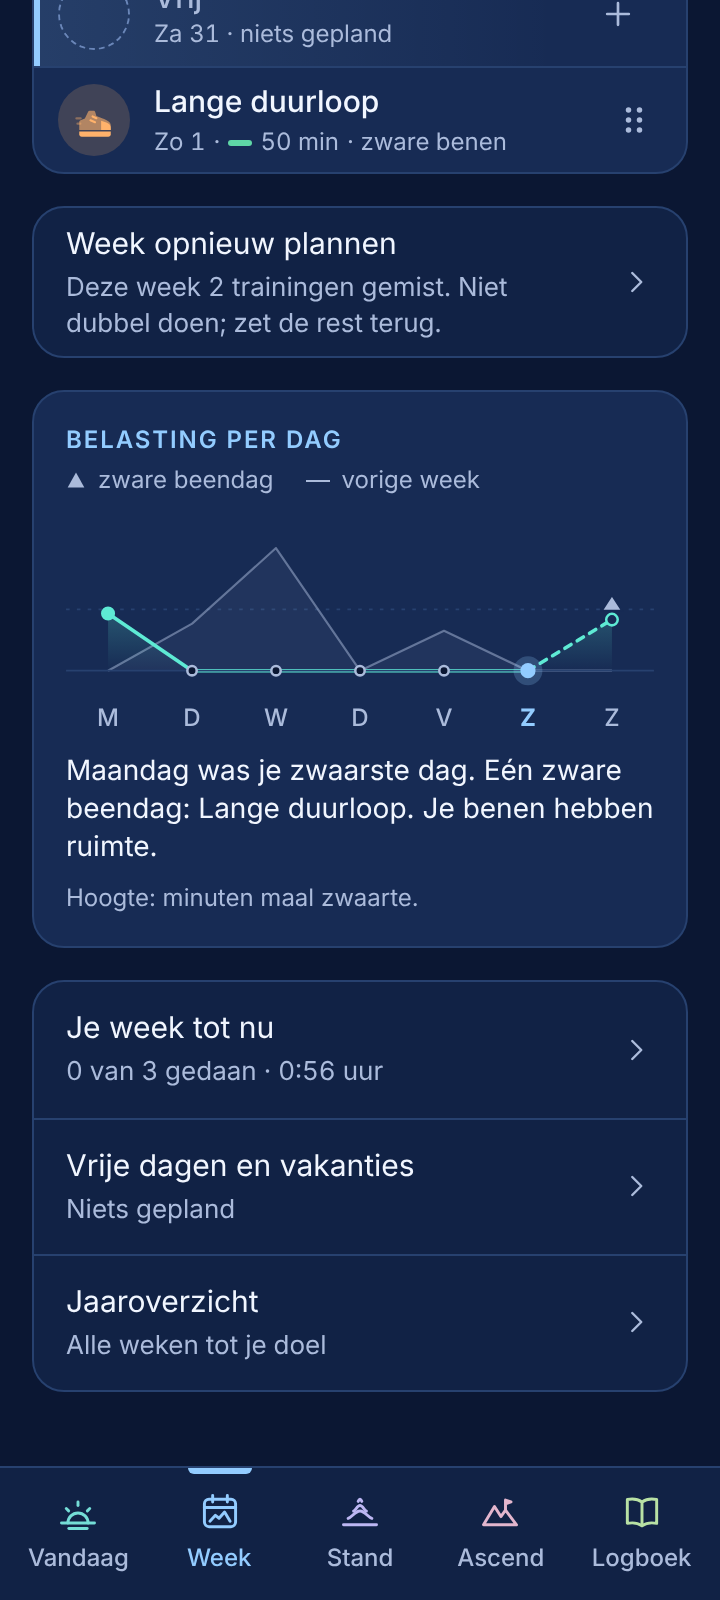 Vrij
Za 31 · niets gepland
Lange duurloop
Zo 1 · 50 min · zware benen
Week opnieuw plannen
Deze week 2 trainingen gemist. Niet
dubbel doen; zet de rest terug.
BELASTING PER DAG
zware beendag — vorige week
M D W D V Z Z
Maandag was je zwaarste dag. Eén zware
beendag: Lange duurloop. Je benen hebben
ruimte.
Hoogte: minuten maal zwaarte.
Je week tot nu
0 van 3 gedaan · 0:56 uur
Vrije dagen en vakanties
Niets gepland
Jaaroverzicht
Alle weken tot je doel
Vandaag Week Stand Ascend Logboek